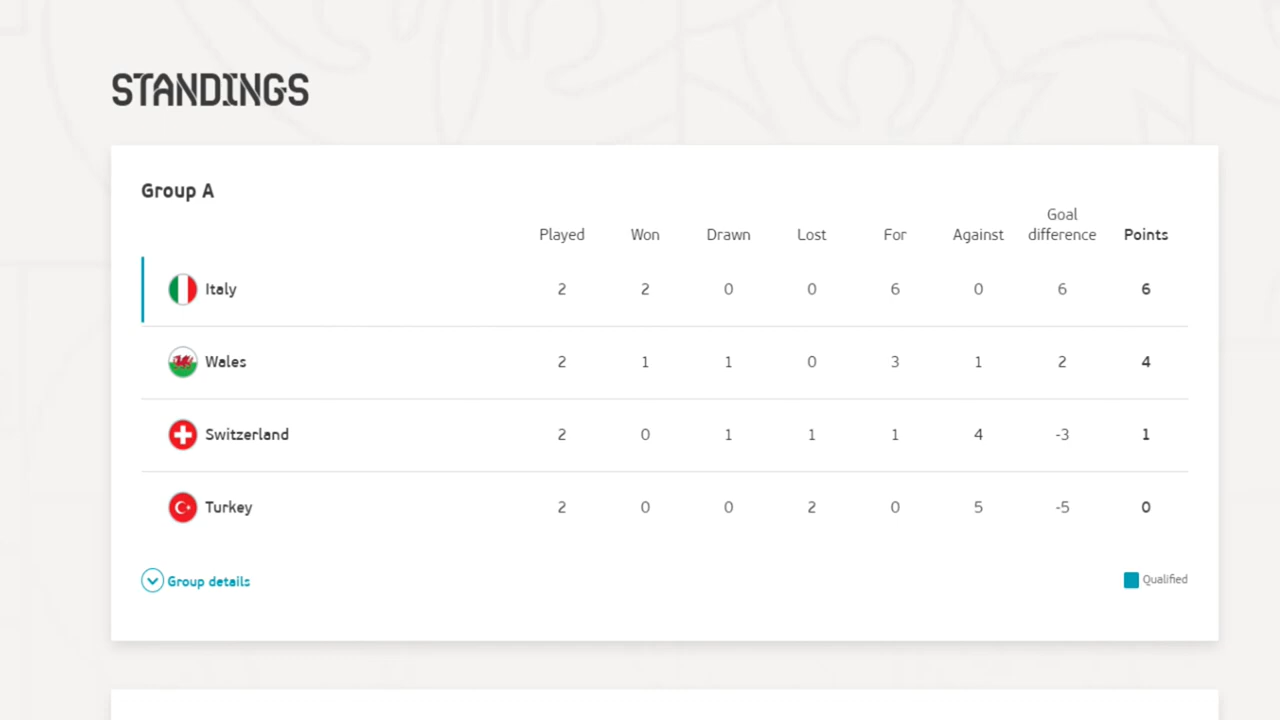 STANDINGS
Group A
Played Won Drawn Lost For Against Goal difference Points
Italy 2 2 0 0 6 0 6 6
Wales 2 1 1 0 3 1 2 4
Switzerland 2 0 1 1 1 4 -3 1
Turkey 2 0 0 2 0 5 -5 0
Group details Qualified